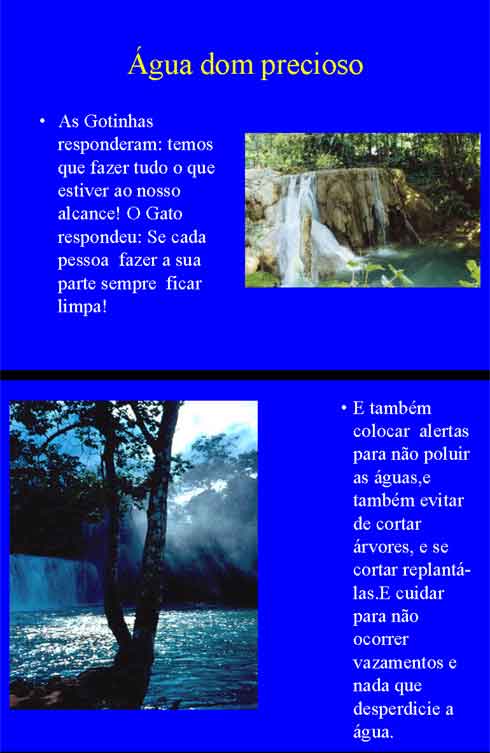 Água dom precioso
• As Gotinhas
responderam: temos
que fazer tudo o que
estiver ao nosso
alcance! O Gato
respondeu: Se cada
pessoa fazer a sua
parte sempre ficar
limpa!
• E também
colocar alertas
para não poluir
as águas,e
também evitar
de cortar
árvores, e se
cortar replantá-
las.E cuidar
para não
ocorrer
vazamentos e
nada que
desperdicie a
água.